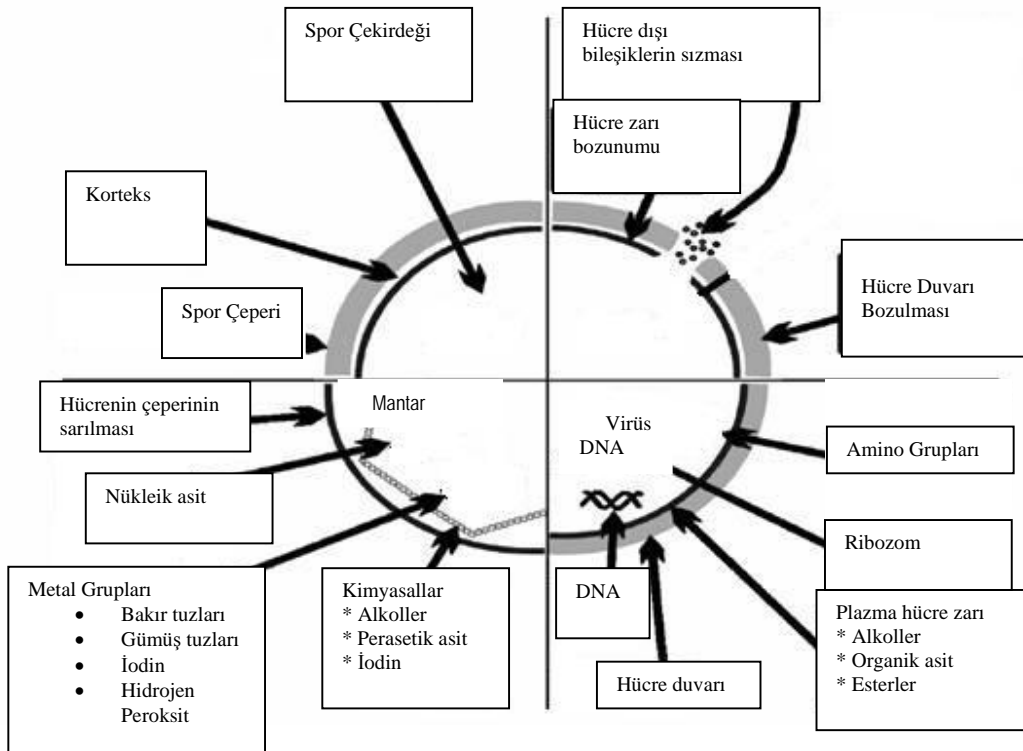 Spor Çekirdeği
Hücre dışı
bileşiklerin sızması
Hücre zarı
bozunumu
Korteks
Spor Çeperi
Hücre Duvarı
Bozulması
Hücrenin çeperinin
sarılması
Mantar
Virüs
DNA
Amino Grupları
Nükleik asit
Ribozom
Metal Grupları
• Bakır tuzları
• Gümüş tuzları
• İodin
• Hidrojen
Peroksit
Kimyasallar
* Alkoller
* Perasetik asit
* İodin
DNA
Hücre duvarı
Plazma hücre zarı
* Alkoller
* Organik asit
* Esterler